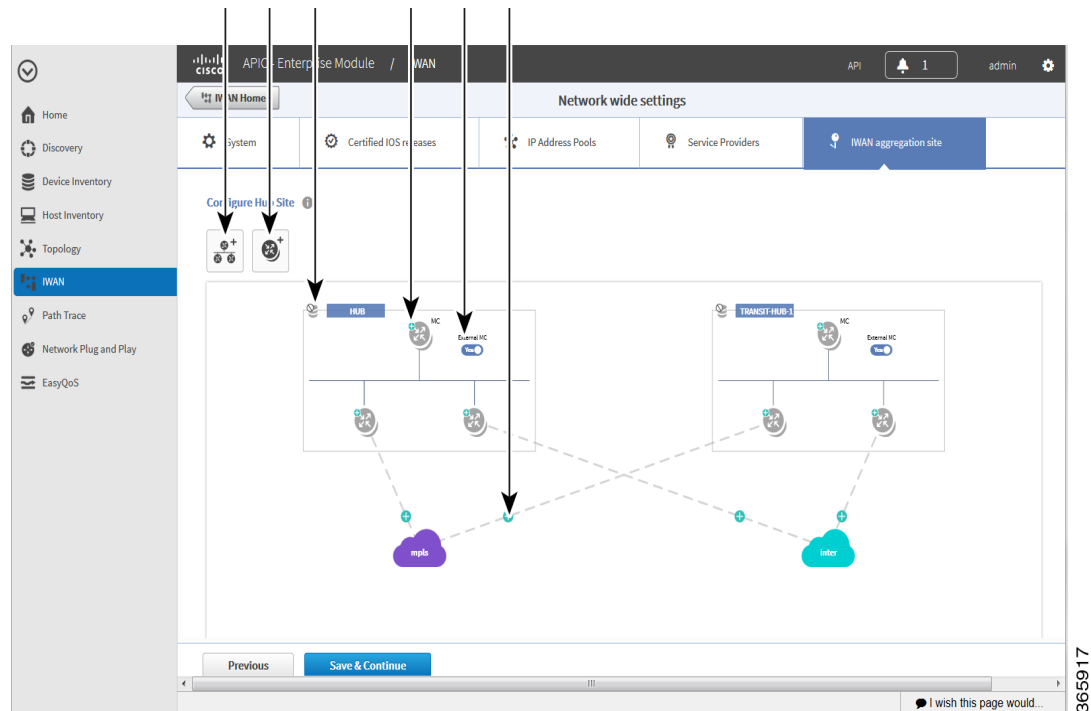 CISCO APIC - Enterprise Module / IWAN
API 1 admin
Home
Discovery
Device Inventory
Host Inventory
Topology
IWAN
Path Trace
Network Plug and Play
EasyQoS
IWAN Home
Network wide settings
System
Certified IOS releases
IP Address Pools
Service Providers
IWAN aggregation site
Configure Hub Site
HUB
MC
External MC
Yes
TRANSIT-HUB-1
MC
External MC
Yes
mpls
inter
Previous
Save & Continue
I wish this page would...
365917